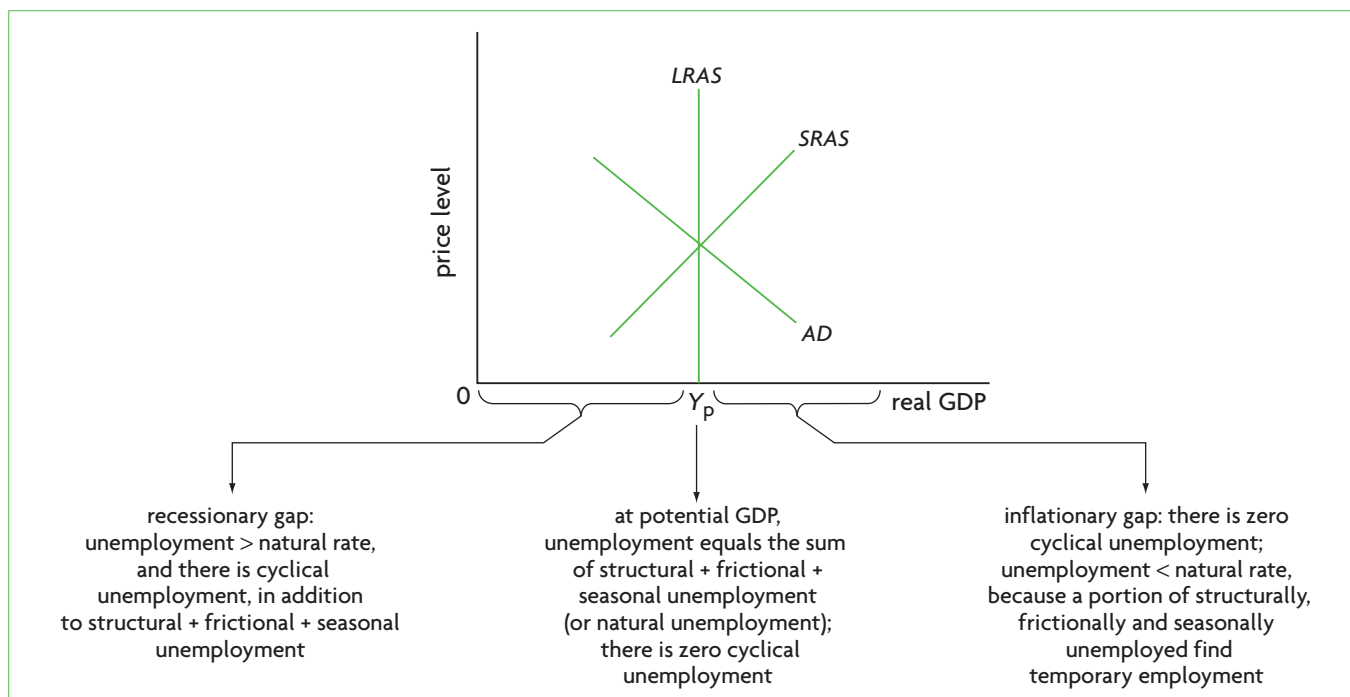 LRAS
SRAS
price level
AD
0
Yp
real GDP
recessionary gap:
unemployment > natural rate,
and there is cyclical
unemployment, in addition
to structural + frictional + seasonal
unemployment
at potential GDP,
unemployment equals the sum
of structural + frictional +
seasonal unemployment
(or natural unemployment);
there is zero cyclical
unemployment
inflationary gap: there is zero
cyclical unemployment;
unemployment < natural rate,
because a portion of structurally,
frictionally and seasonally
unemployed find
temporary employment